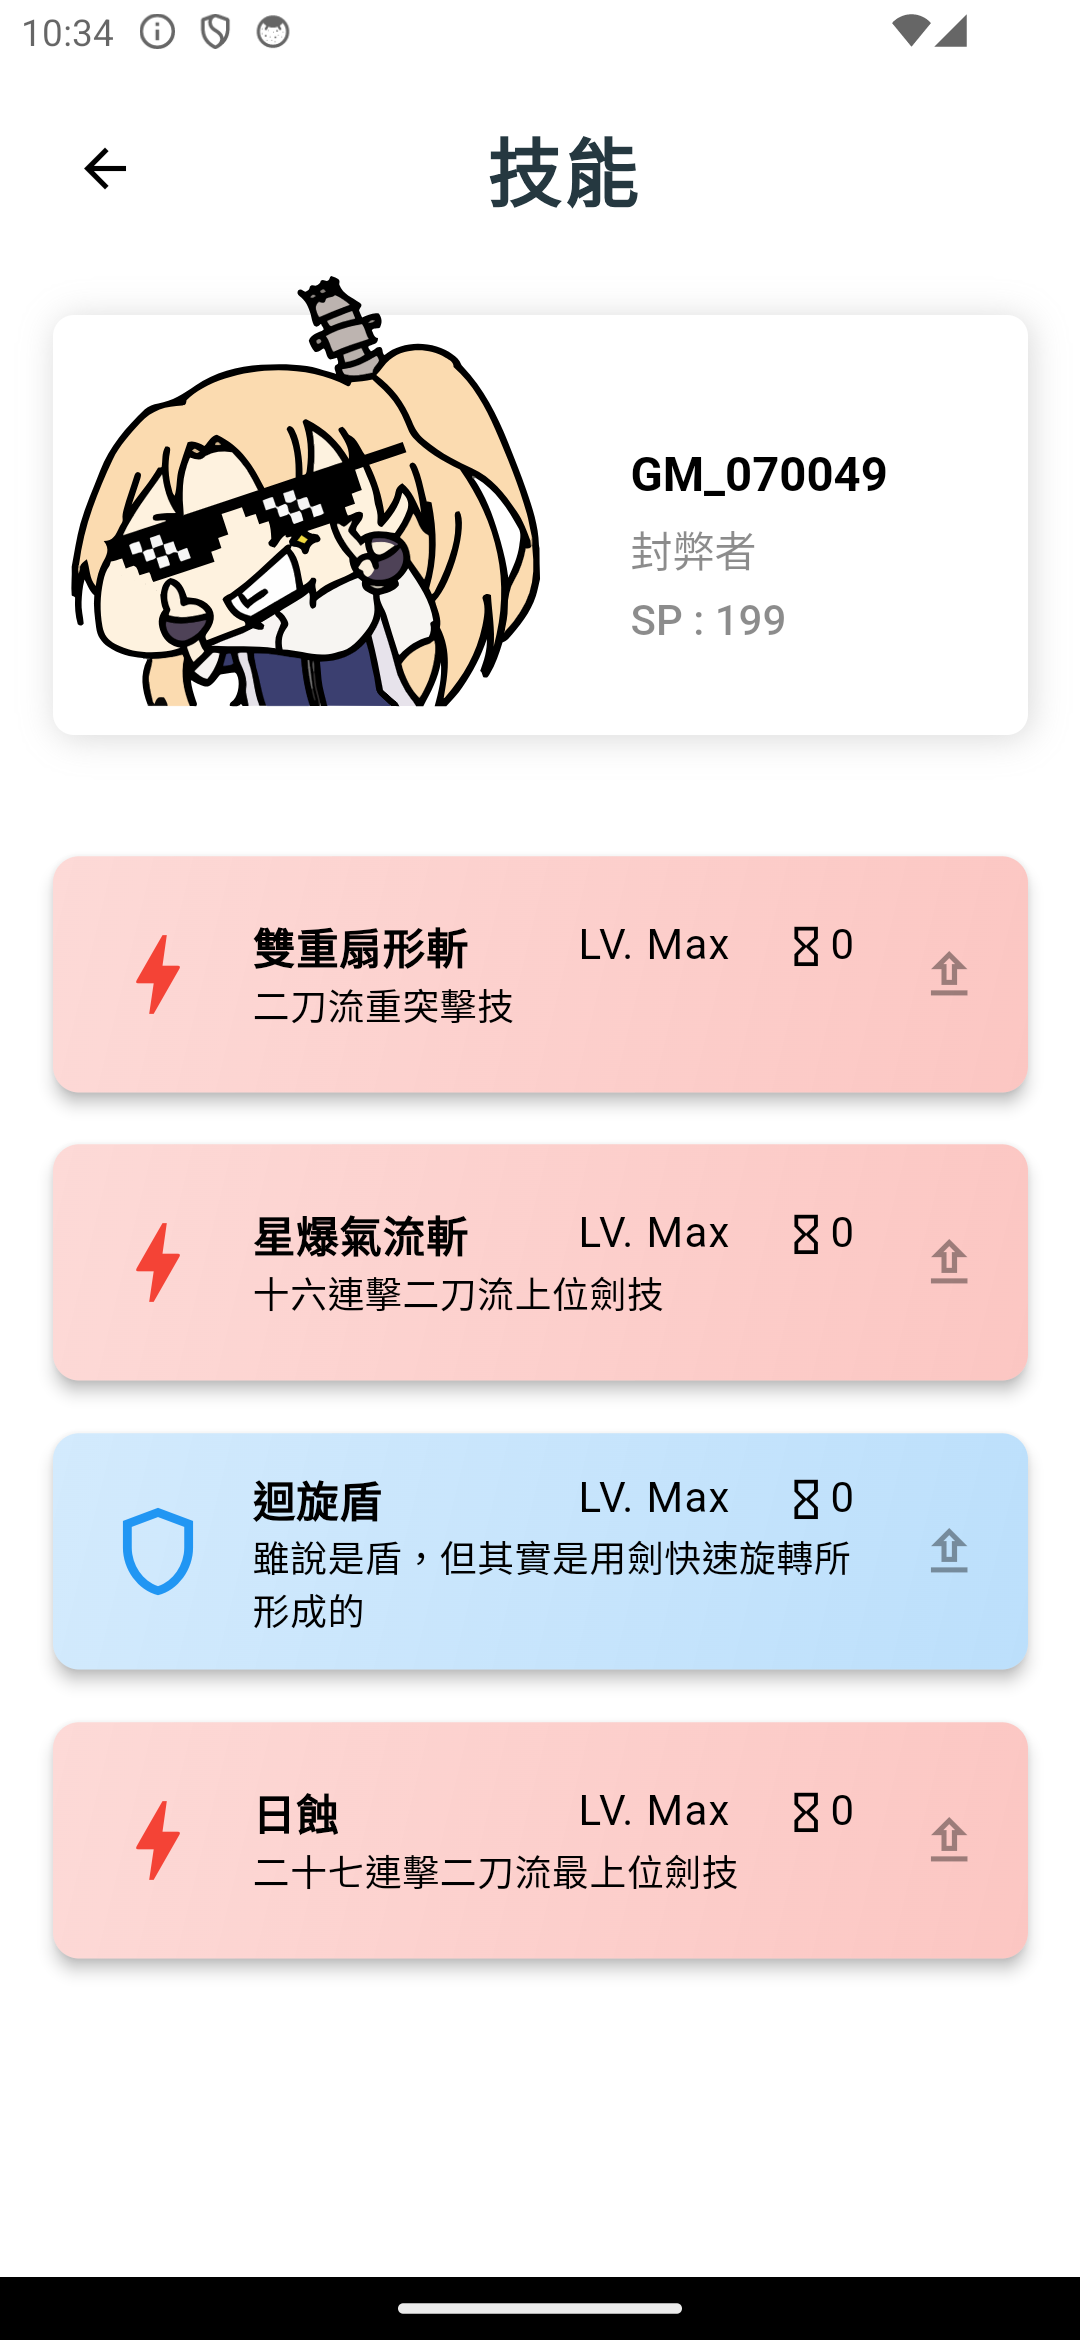 10:34
技能
GM_070049
封弊者
SP : 199
雙重扇形斬 LV. Max 0
二刀流重突擊技
星爆氣流斬 LV. Max 0
十六連擊二刀流上位劍技
迴旋盾 LV. Max 0
雖說是盾，但其實是用劍快速旋轉所
形成的
日蝕 LV. Max 0
二十七連擊二刀流最上位劍技